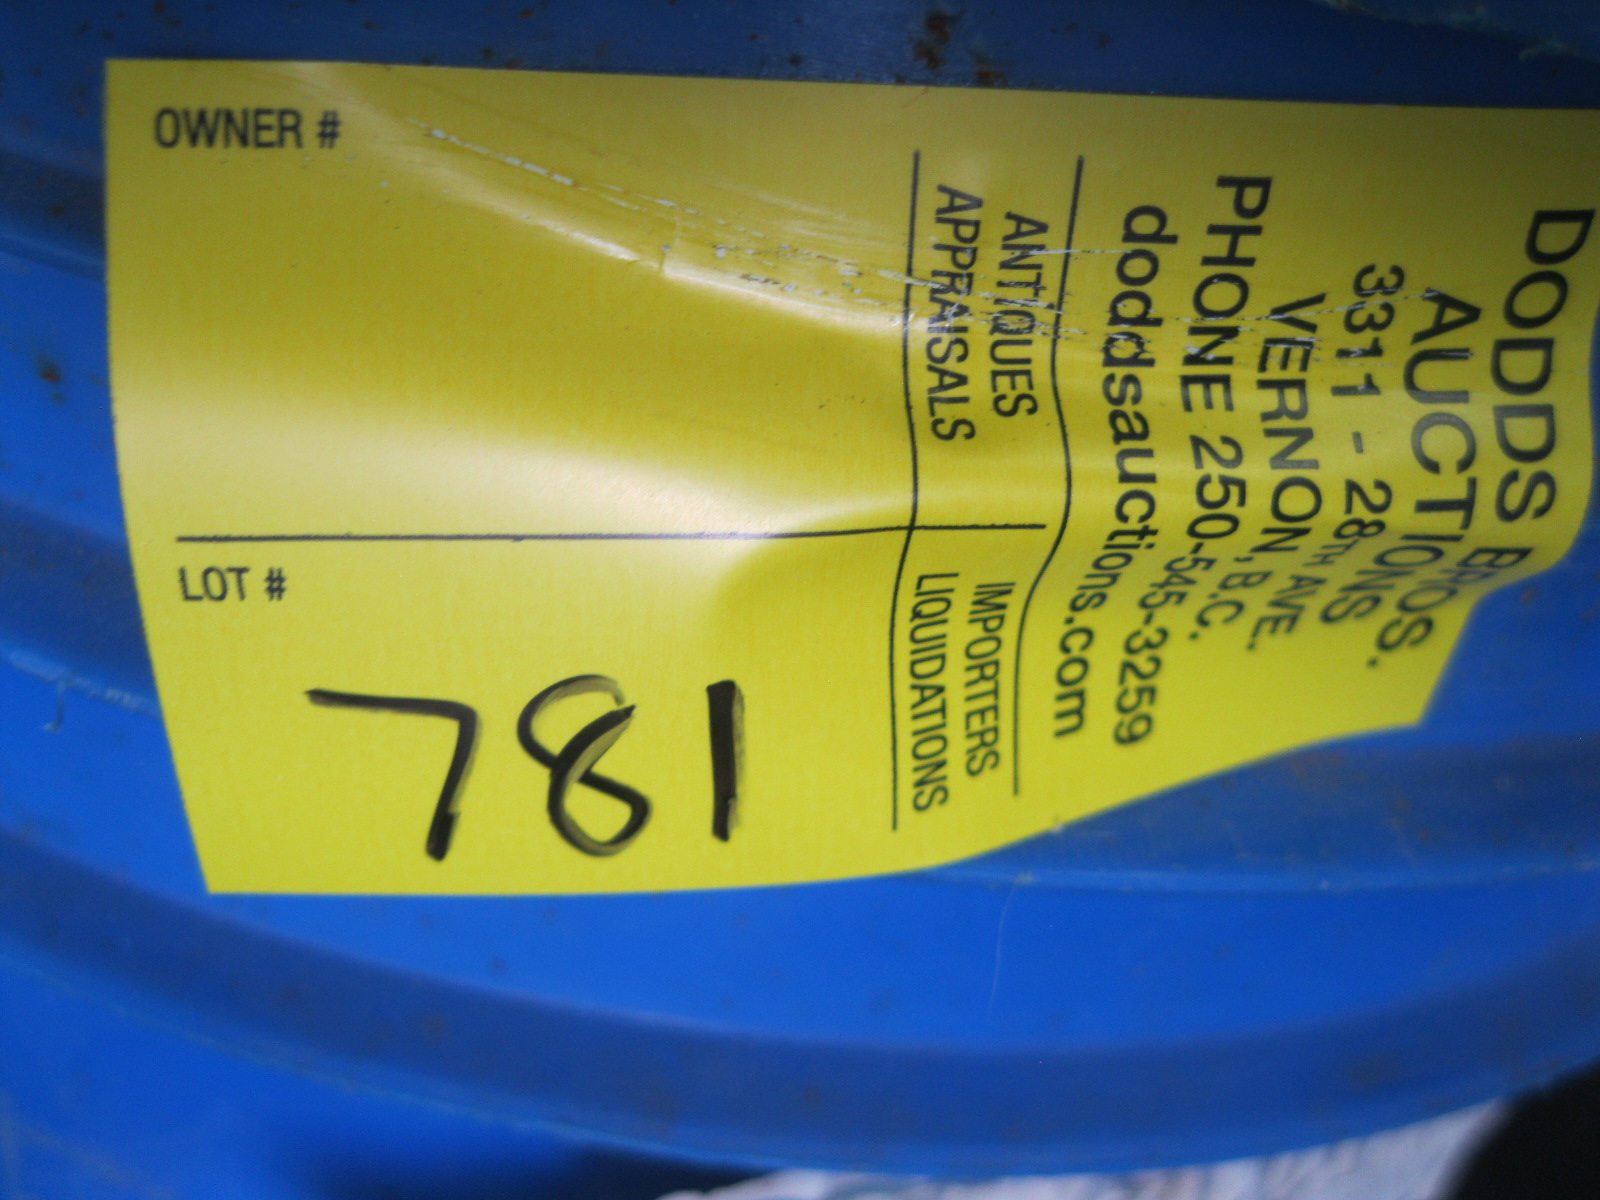 DODDS BROS.
AUCTIONS
3311 - 28TH AVE.
VERNON, B.C.
PHONE 250-545-3259
doddsauctions.com
ANTIQUES
APPRAISALS
IMPORTERS
LIQUIDATIONS
OWNER #
LOT #
781